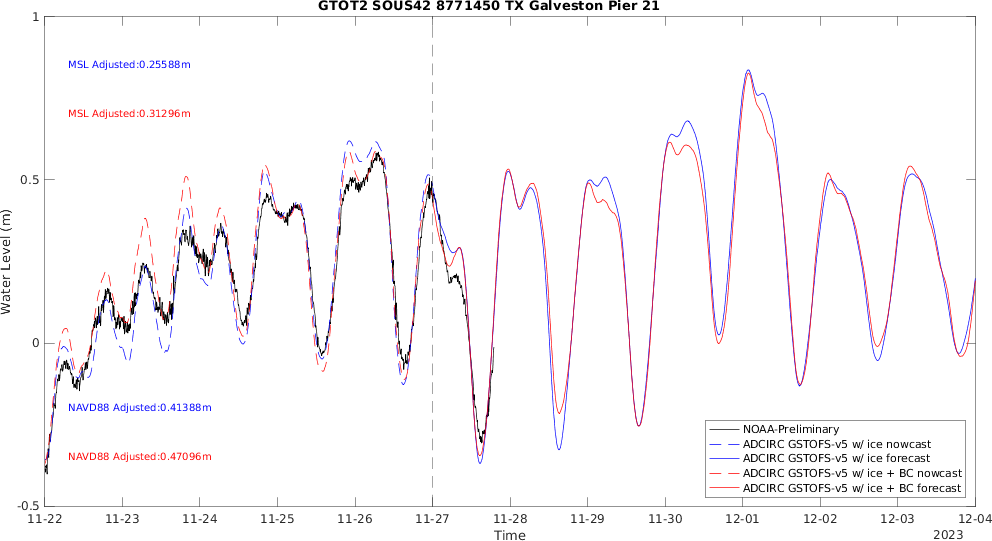 GTOT2 SOUS42 8771450 TX Galveston Pier 21
1
MSL Adjusted:0.25588m
MSL Adjusted:0.31296m
0.5
Water Level (m)
0
NAVD88 Adjusted:0.41388m
NAVD88 Adjusted:0.47096m
NOAA-Preliminary
ADCIRC GSTOFS-v5 w/ ice nowcast
ADCIRC GSTOFS-v5 w/ ice forecast
ADCIRC GSTOFS-v5 w/ ice + BC nowcast
ADCIRC GSTOFS-v5 w/ ice + BC forecast
-0.5
11-22 11-23 11-24 11-25 11-26 11-27 11-28 11-29 11-30 12-01 12-02 12-03 12-04
Time
2023